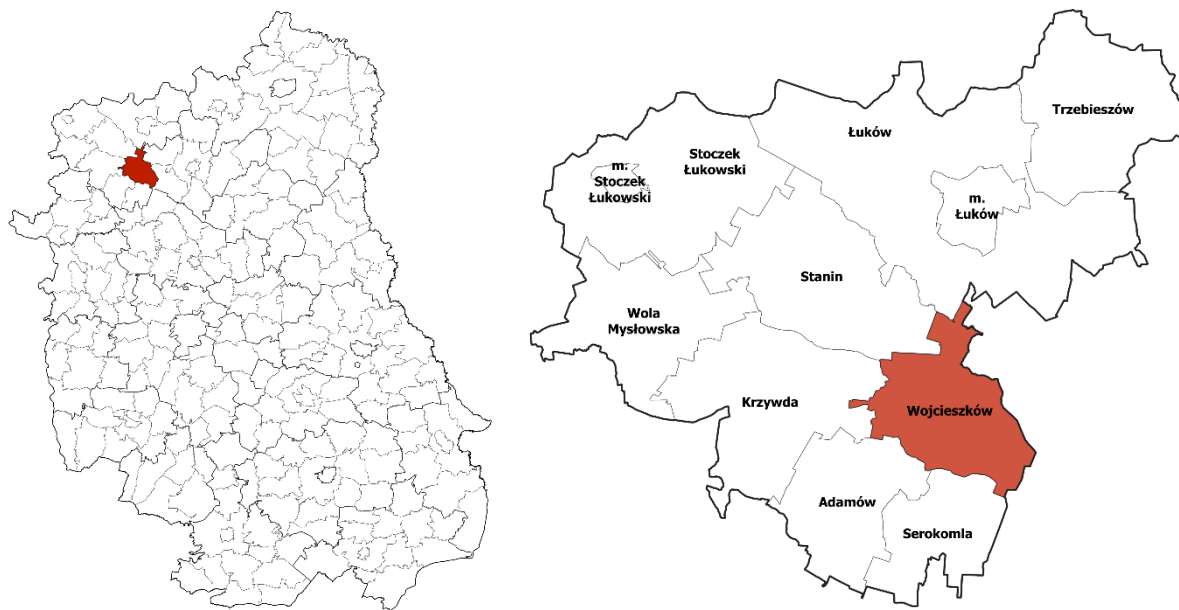 Trzebieszów
Łuków
Stoczek
Łukowski
m.
Stoczek
Łukowski
m.
Łuków
Stanin
Wola
Mysłowska
Krzywda
Wojcieszków
Adamów
Serokomla